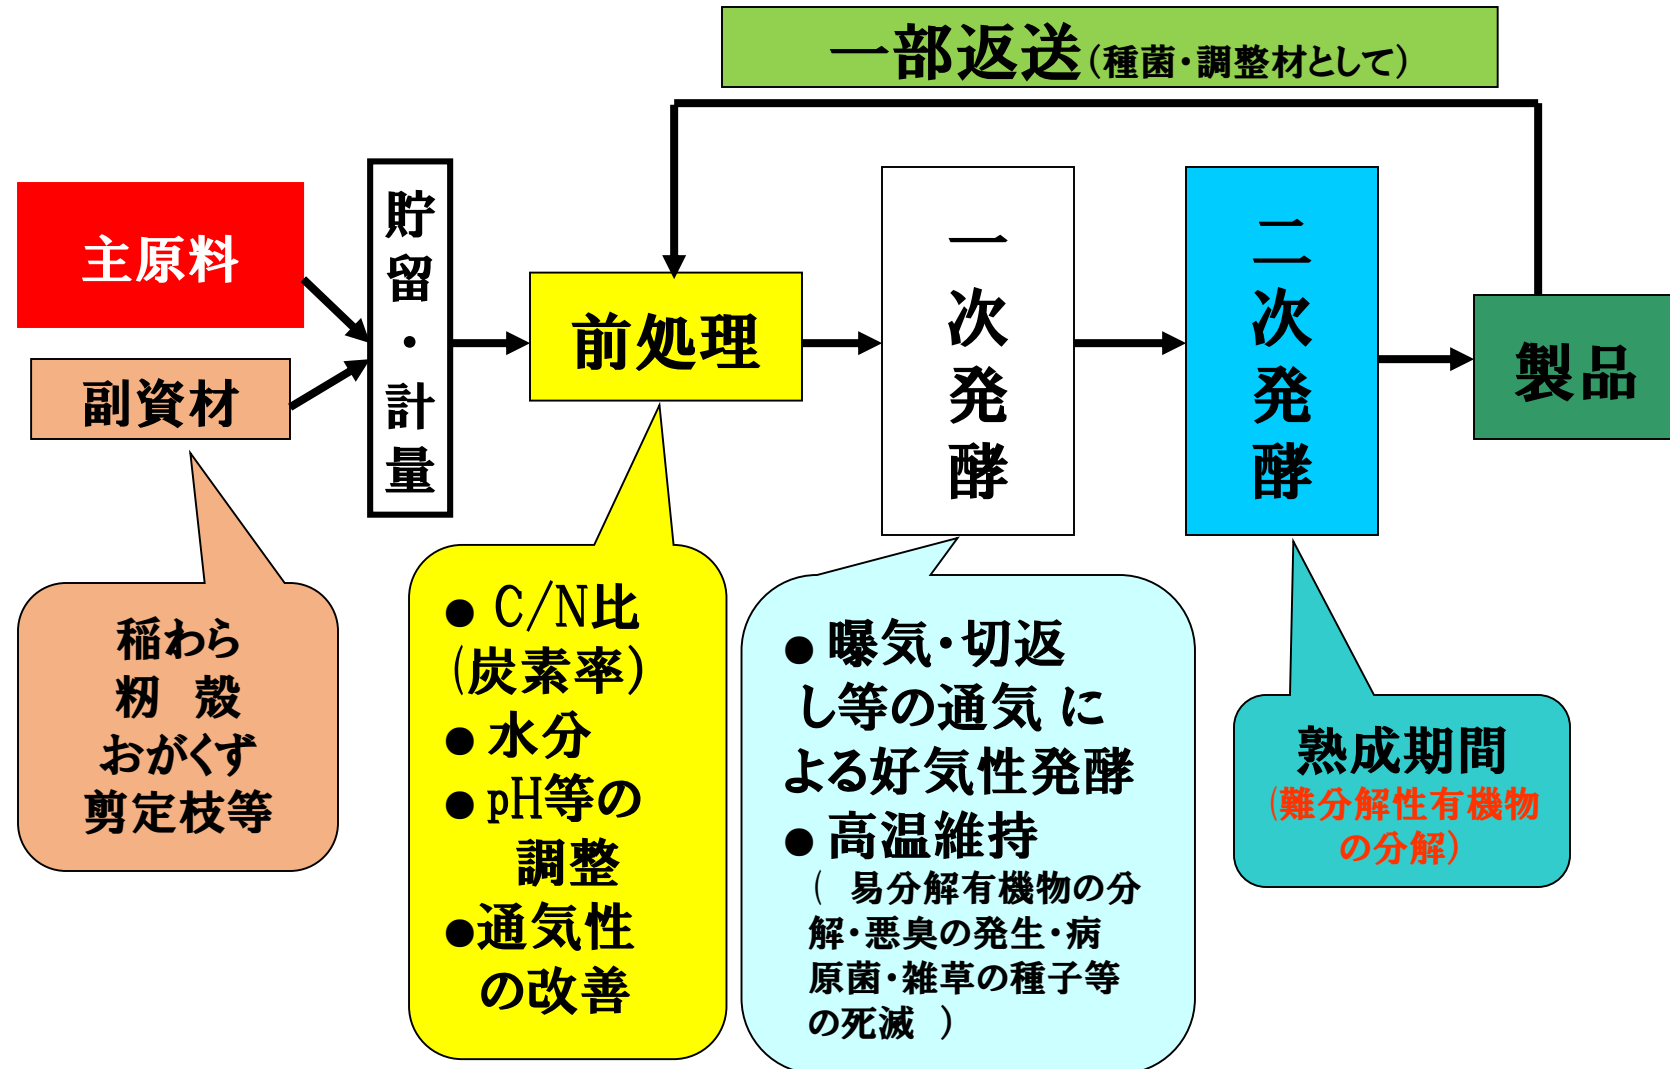 一部返送(種菌・調整材として)
主原料
副資材
貯留・計量
前処理
一次発酵
二次発酵
製品
稲わら
籾　殻
おがくず
剪定枝等
● C/N比
(炭素率)
● 水分
● pH等の
調整
●通気性
の改善
● 曝気・切返
し等の通気 に
よる好気性発酵
● 高温維持
(　易分解有機物の分
解・悪臭の発生・病
原菌・雑草の種子等
の死滅　)
熟成期間
(難分解性有機物
の分解)